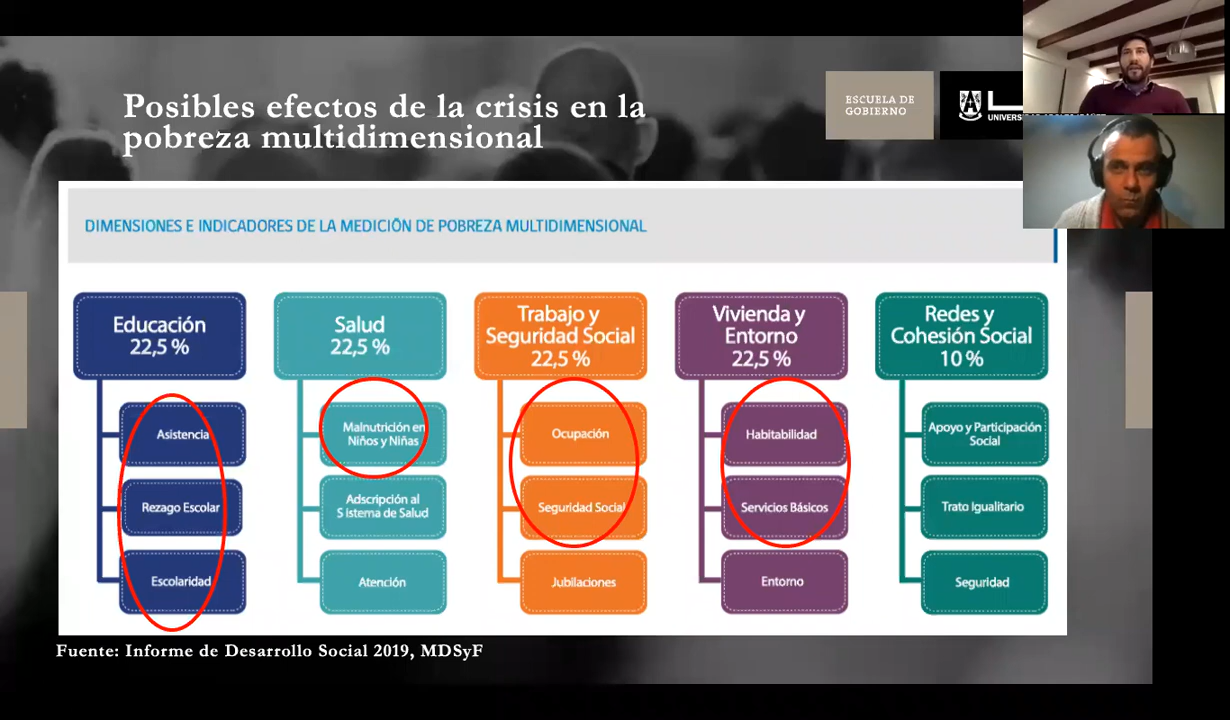 Posibles efectos de la crisis en la
pobreza multidimensional
ESCUELA DE
GOBIERNO
DIMENSIONES E INDICADORES DE LA MEDICIÓN DE POBREZA MULTIDIMENSIONAL
Educación
22,5 %
Asistencia
Rezago Escolar
Escolaridad
Salud
22,5 %
Malnutrición en
Niños y Niñas
Adscripción al
Sistema de Salud
Atención
Trabajo y
Seguridad Social
22,5 %
Ocupación
Seguridad Social
Jubilaciones
Vivienda y
Entorno
22,5 %
Habitabilidad
Servicios Básicos
Entorno
Redes y
Cohesión Social
10 %
Apoyo y Participación
Social
Trato Igualitario
Seguridad
Fuente: Informe de Desarrollo Social 2019, MDSyF